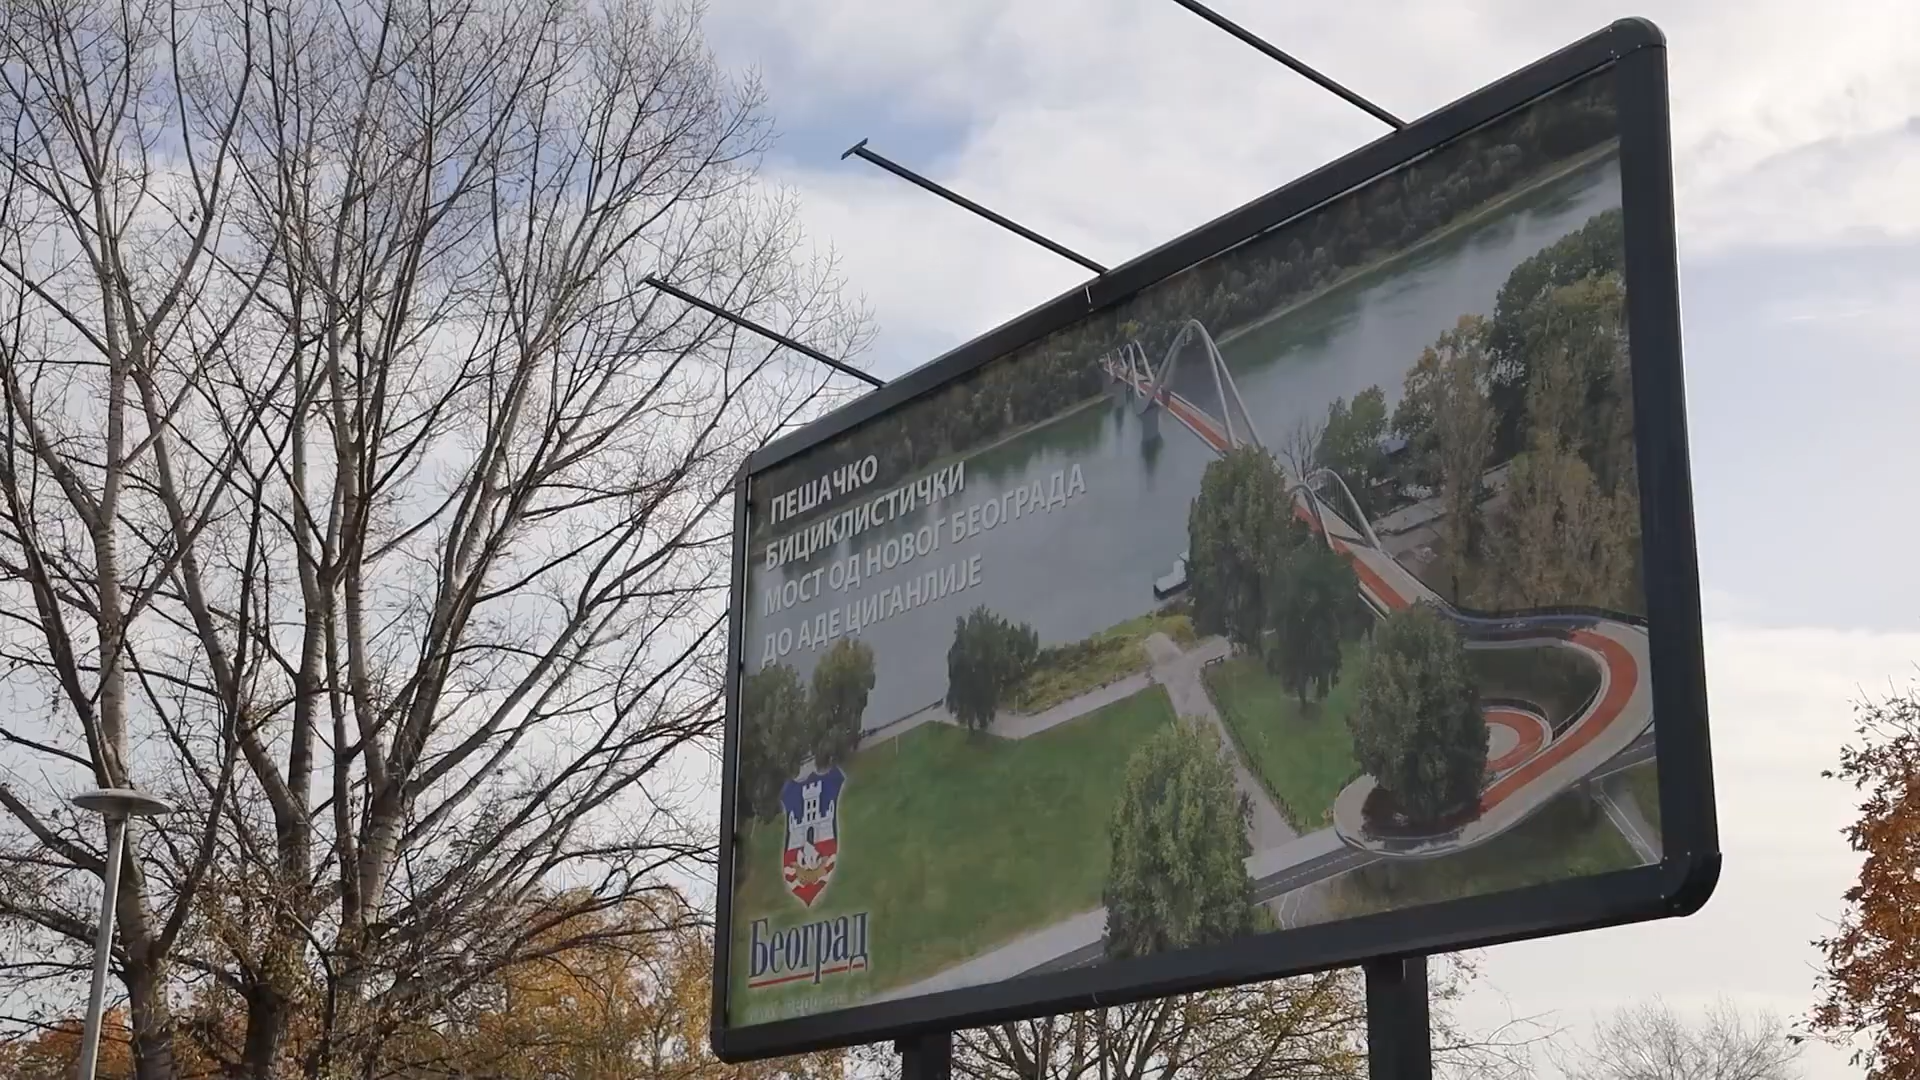 ПЕШАЧКО
БИЦИКЛИСТИЧКИ
МОСТ ОД НОВОГ БЕОГРАДА
ДО АДЕ ЦИГАНЛИЈЕ
Београд